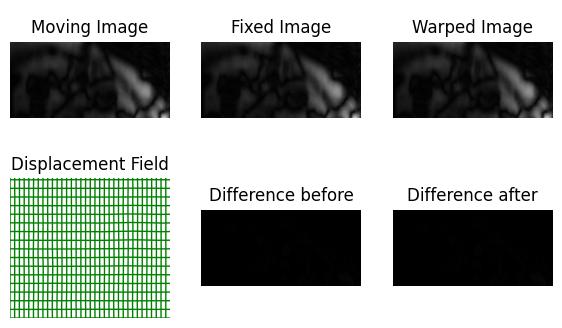 Moving Image
Fixed Image
Warped Image
Displacement Field
Difference before
Difference after